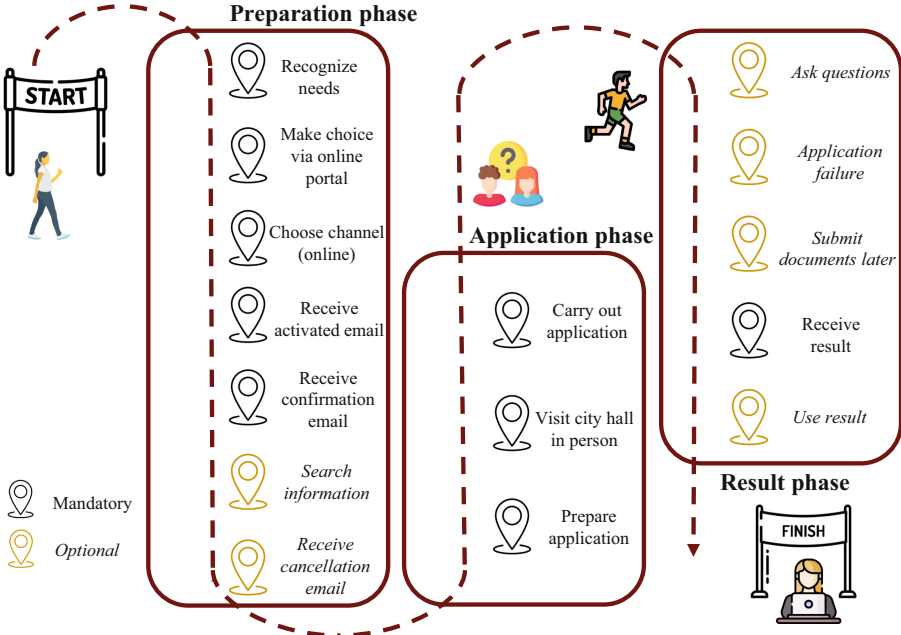 Preparation phase
START
Recognize
needs
Make choice
via online
portal
Choose channel
(online)
Receive
activated email
Receive
confirmation
email
Search
information
Receive
cancellation
email
Mandatory
Optional
?
Application phase
Carry out
application
Visit city hall
in person
Prepare
application
Ask questions
Application
failure
Submit
documents later
Receive
result
Use result
Result phase
FINISH